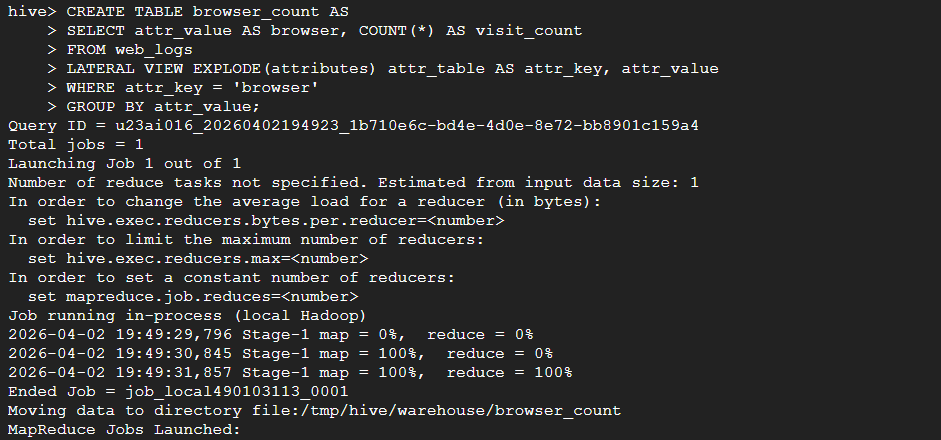 hive> CREATE TABLE browser_count AS
    > SELECT attr_value AS browser, COUNT(*) AS visit_count
    > FROM web_logs
    > LATERAL VIEW EXPLODE(attributes) attr_table AS attr_key, attr_value
    > WHERE attr_key = 'browser'
    > GROUP BY attr_value;
Query ID = u23ai016_20260402194923_1b710e6c-bd4e-4d0e-8e72-bb8901c159a4
Total jobs = 1
Launching Job 1 out of 1
Number of reduce tasks not specified. Estimated from input data size: 1
In order to change the average load for a reducer (in bytes):
  set hive.exec.reducers.bytes.per.reducer=<number>
In order to limit the maximum number of reducers:
  set hive.exec.reducers.max=<number>
In order to set a constant number of reducers:
  set mapreduce.job.reduces=<number>
Job running in-process (local Hadoop)
2026-04-02 19:49:29,796 Stage-1 map = 0%,  reduce = 0%
2026-04-02 19:49:30,845 Stage-1 map = 100%,  reduce = 0%
2026-04-02 19:49:31,857 Stage-1 map = 100%,  reduce = 100%
Ended Job = job_local490103113_0001
Moving data to directory file:/tmp/hive/warehouse/browser_count
MapReduce Jobs Launched: